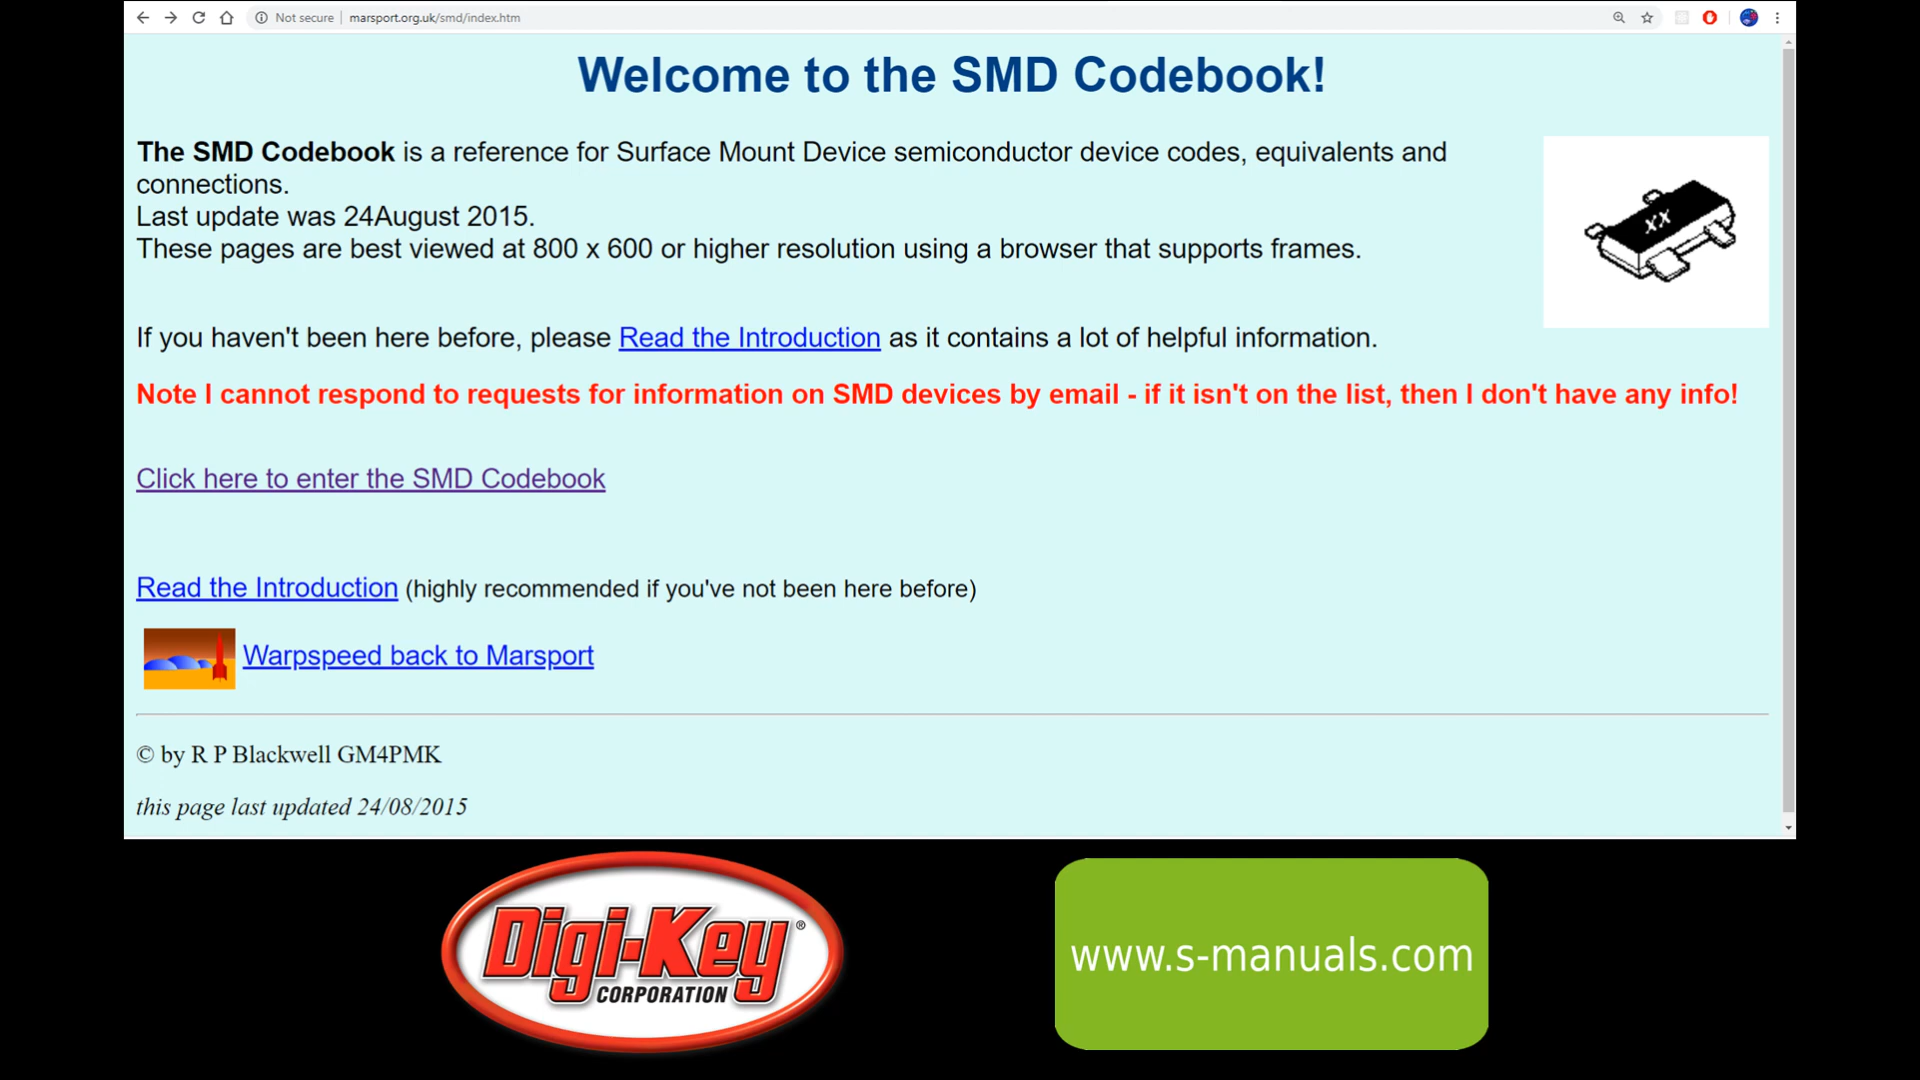 Not secure | marsport.org.uk/smd/index.htm
Welcome to the SMD Codebook!
The SMD Codebook is a reference for Surface Mount Device semiconductor device codes, equivalents and
connections.
Last update was 24August 2015.
These pages are best viewed at 800 x 600 or higher resolution using a browser that supports frames.
XX
If you haven't been here before, please Read the Introduction as it contains a lot of helpful information.
Note I cannot respond to requests for information on SMD devices by email - if it isn't on the list, then I don't have any info!
Click here to enter the SMD Codebook
Read the Introduction (highly recommended if you've not been here before)
Warpspeed back to Marsport
© by R P Blackwell GM4PMK
this page last updated 24/08/2015
Digi-Key®
CORPORATION
www.s-manuals.com